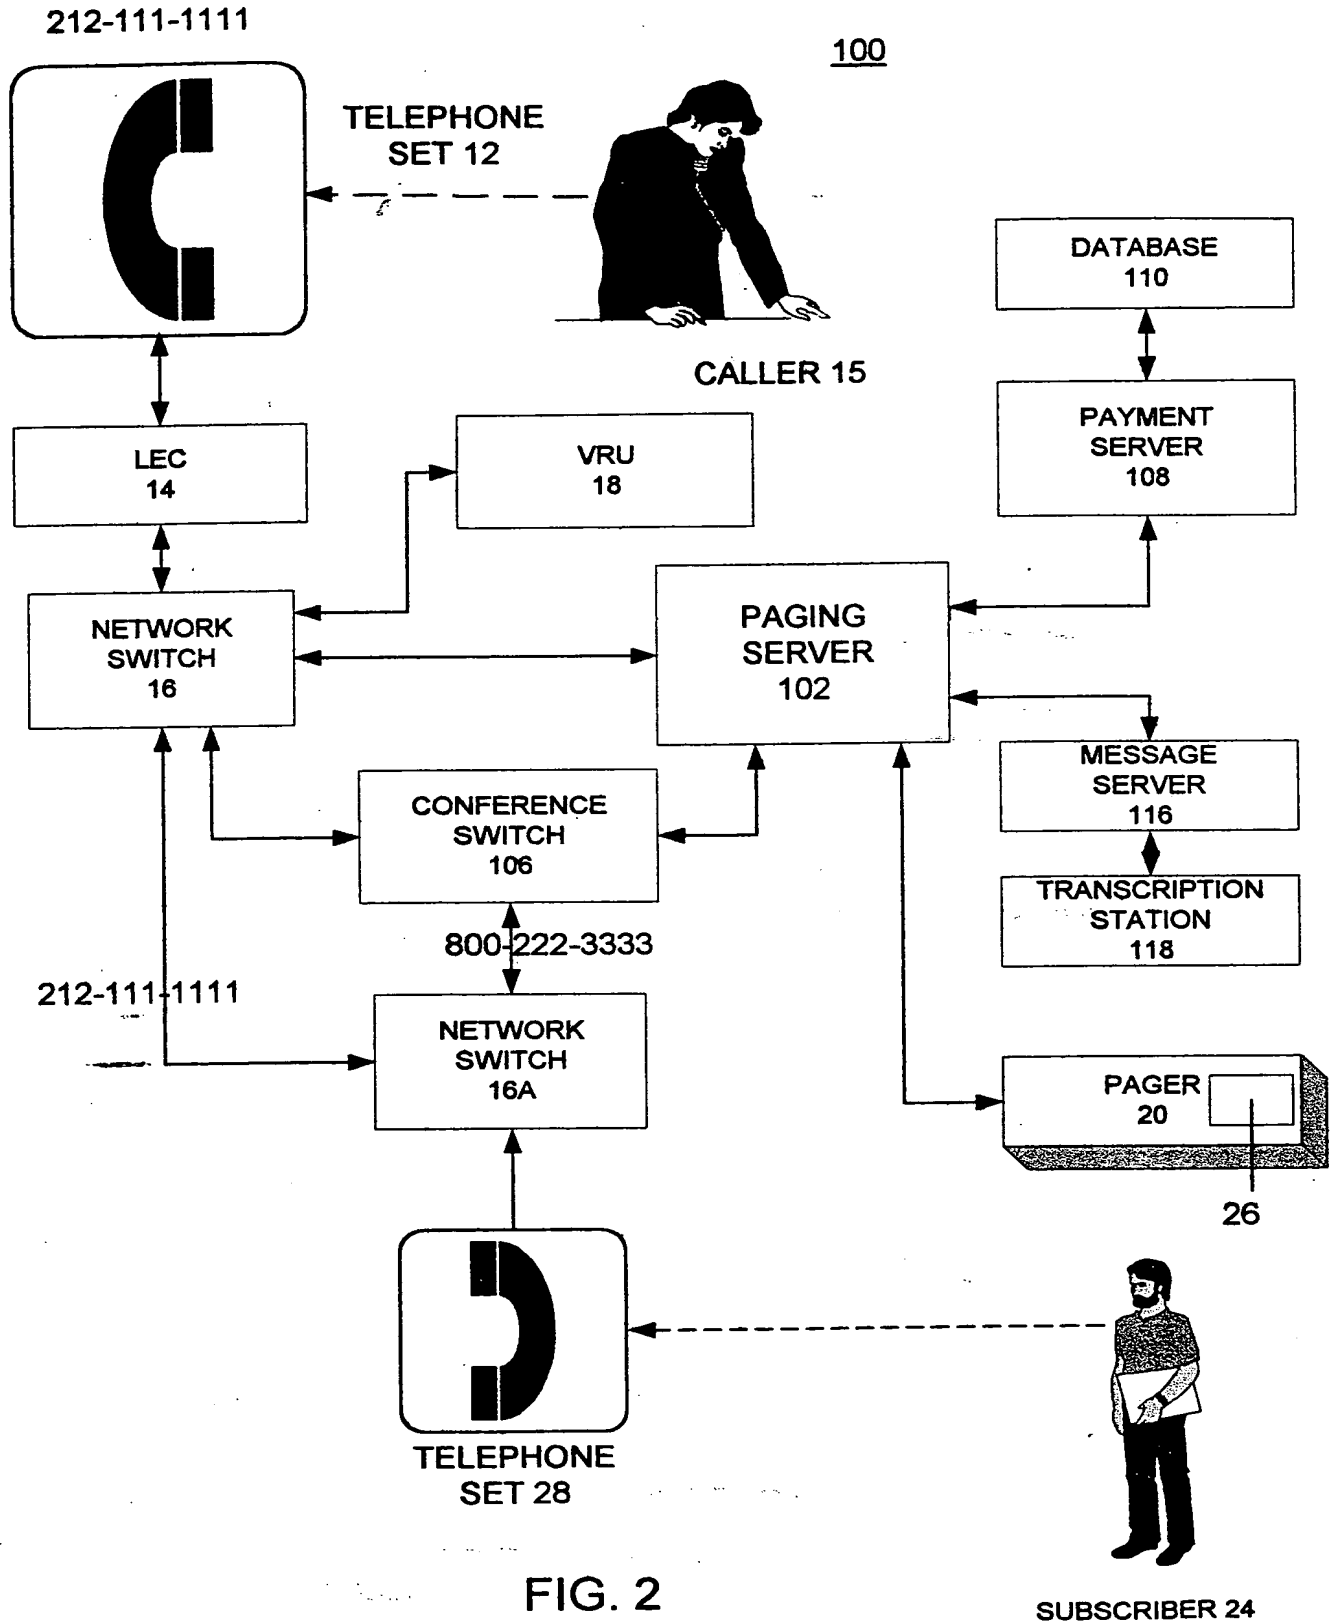 212-111-1111
100
TELEPHONE
SET 12
CALLER 15
DATABASE
110
PAYMENT
SERVER
108
LEC
14
VRU
18
NETWORK
SWITCH
16
PAGING
SERVER
102
MESSAGE
SERVER
116
CONFERENCE
SWITCH
106
TRANSCRIPTION
STATION
118
800-222-3333
212-111-1111
NETWORK
SWITCH
16A
PAGER
20
26
TELEPHONE
SET 28
FIG. 2
SUBSCRIBER 24